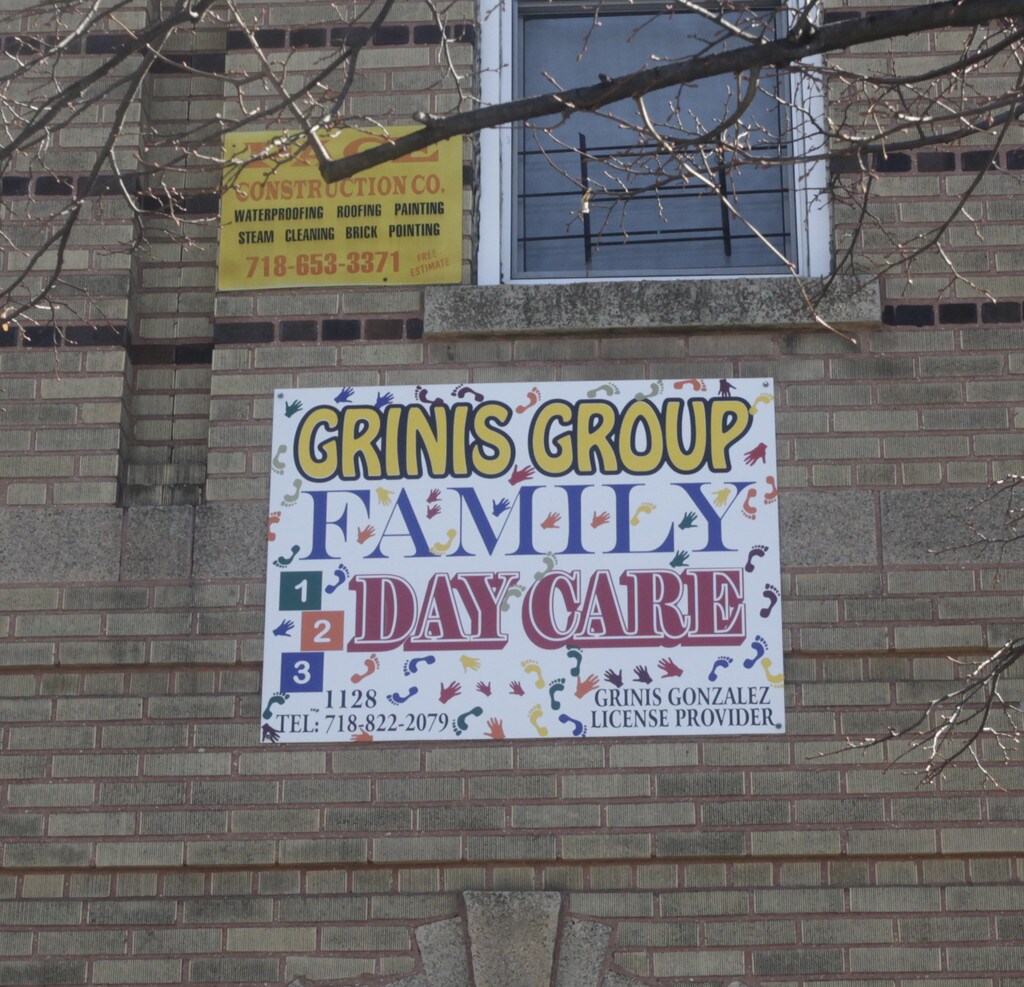 CONSTRUCTION CO.
WATERPROOFING ROOFING PAINTING
STEAM CLEANING BRICK POINTING
718-653-3371 FREE ESTIMATE
GRINIS GROUP
FAMILY
DAY CARE
1
2
3
1128
TEL: 718-822-2079
GRINIS GONZALEZ
LICENSE PROVIDER